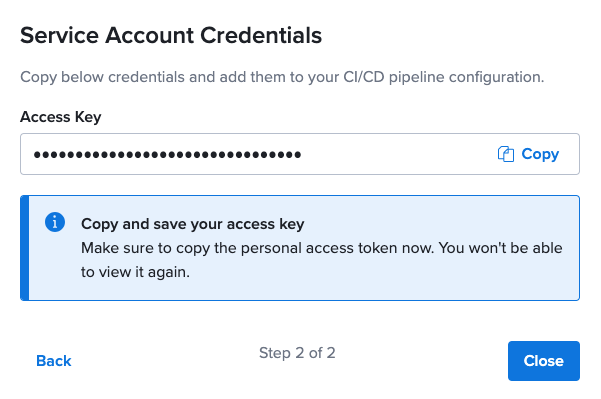 Service Account Credentials
Copy below credentials and add them to your CI/CD pipeline configuration.
Access Key
••••••••••••••••••••••••••••••••
Copy
Copy and save your access key
Make sure to copy the personal access token now. You won't be able
to view it again.
Back
Step 2 of 2
Close